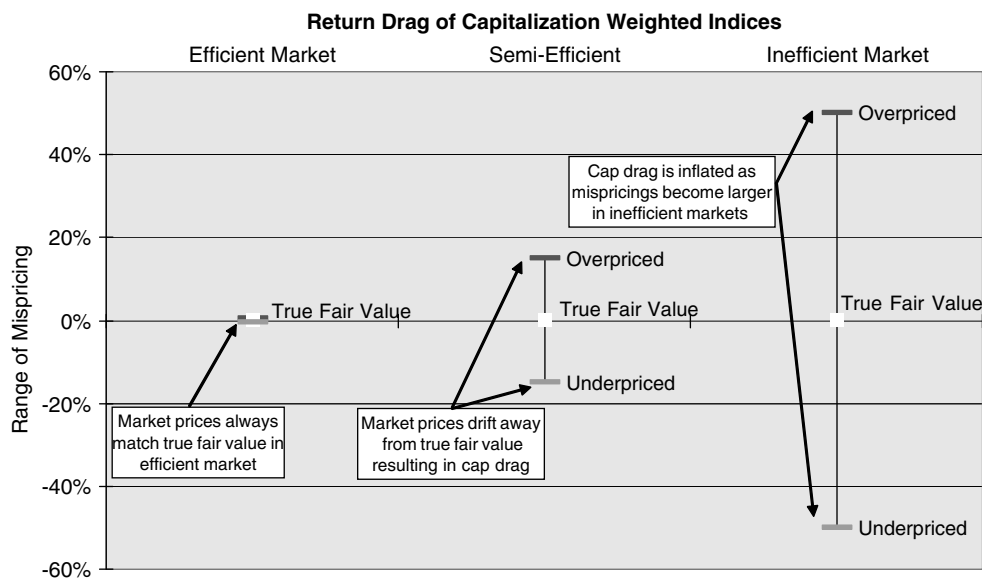 Return Drag of Capitalization Weighted Indices
Efficient Market
Semi-Efficient
Inefficient Market
Range of Mispricing
60%
40%
20%
0%
-20%
-40%
-60%
True Fair Value
Market prices always
match true fair value in
efficient market
Overpriced
True Fair Value
Underpriced
Market prices drift away
from true fair value
resulting in cap drag
Cap drag is inflated as
mispricings become larger
in inefficient markets
Overpriced
True Fair Value
Underpriced